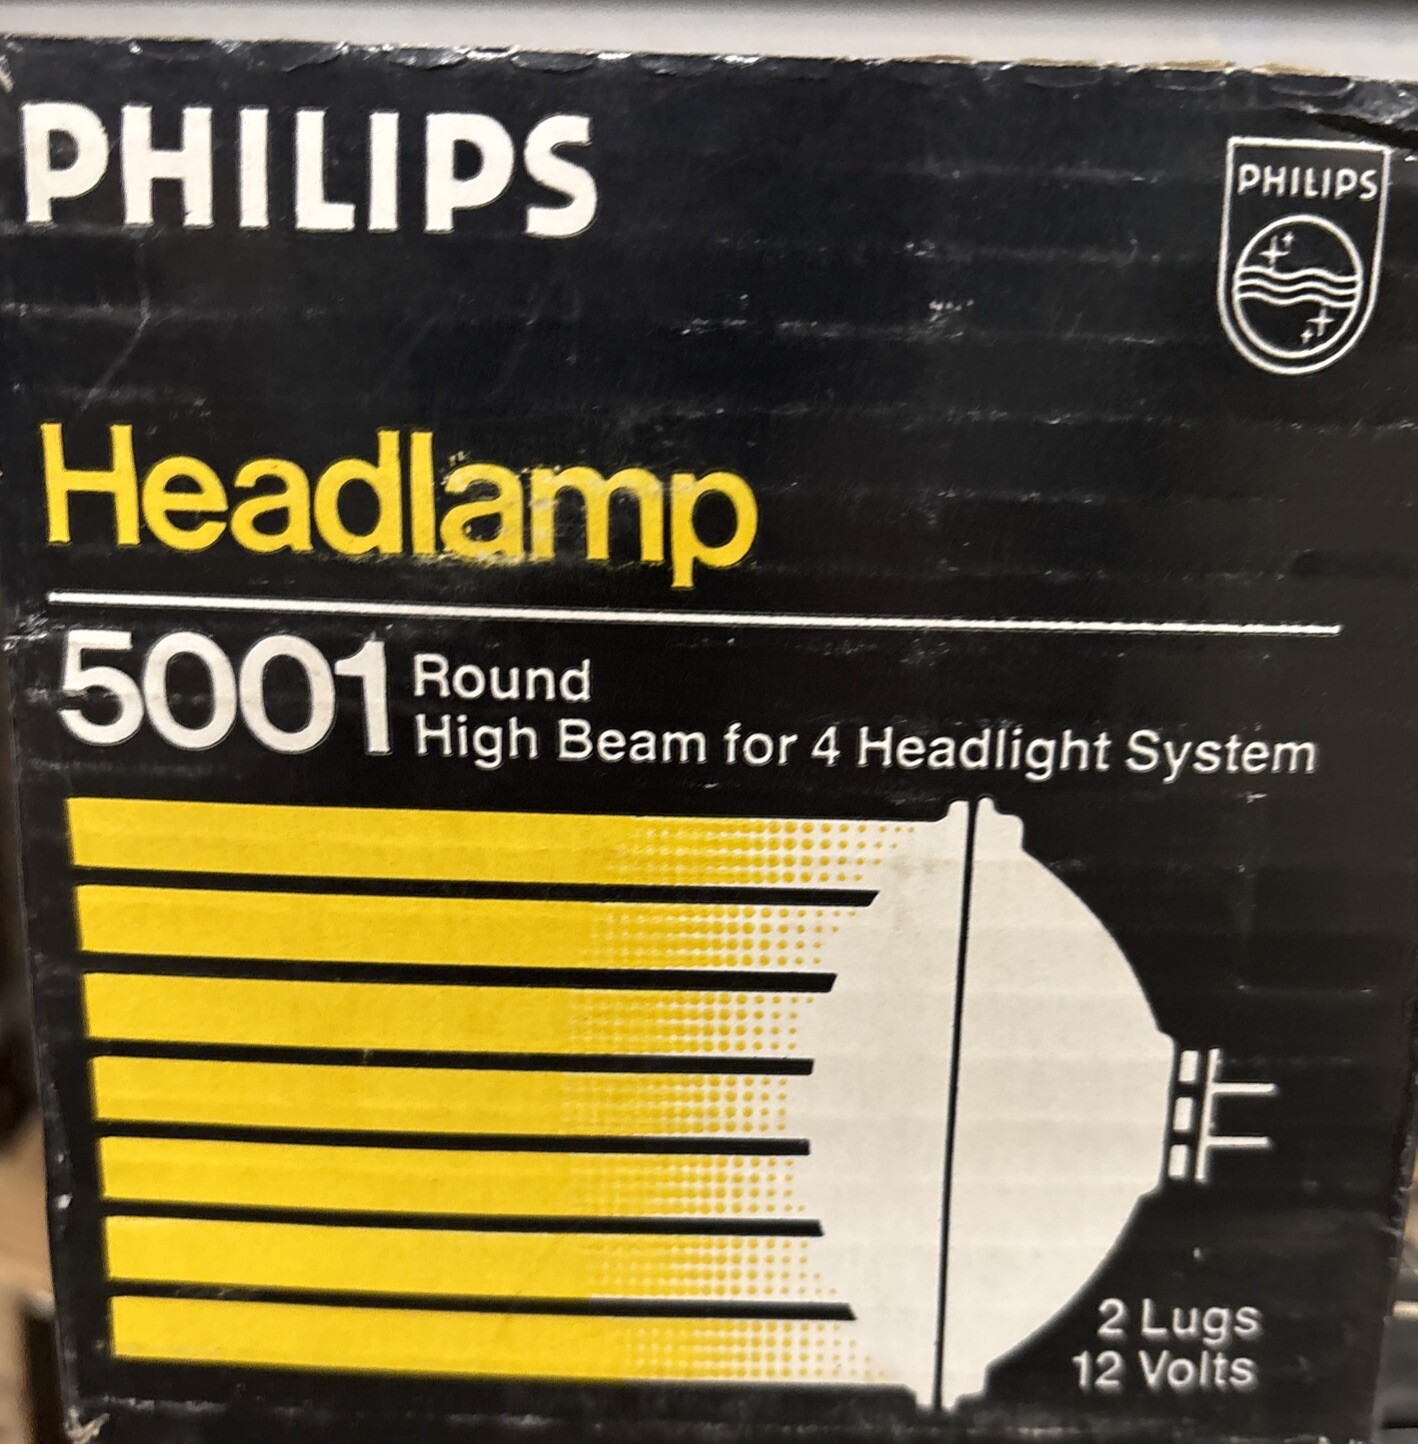 PHILIPS
PHILIPS
Headlamp
5001 Round
High Beam for 4 Headlight System
2 Lugs
12 Volts